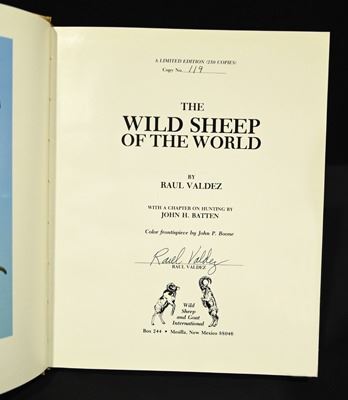 A LIMITED EDITION (250 COPIES)
Copy No. 119
THE
WILD SHEEP
OF THE WORLD
BY
RAUL VALDEZ
WITH A CHAPTER ON HUNTING BY
JOHN H. BATTEN
Color frontispiece by John P. Boone
Raul Valdez
RAUL VALDEZ
Wild
Sheep
and Goat
International
Box 244 • Mesilla, New Mexico 88046